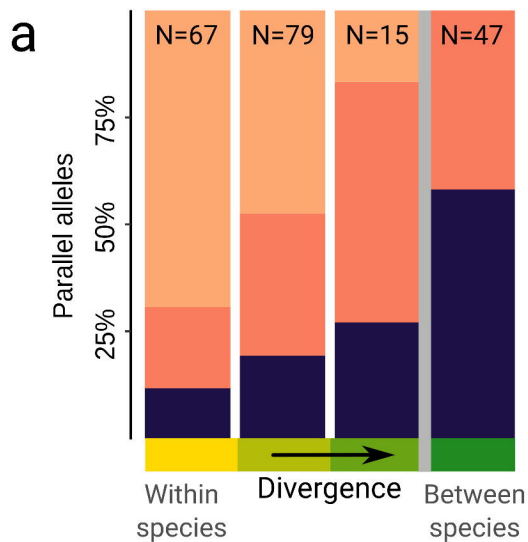 a
N=67
N=79
N=15
N=47
Parallel alleles
75%
50%
25%
Within
species
Divergence
Between
species